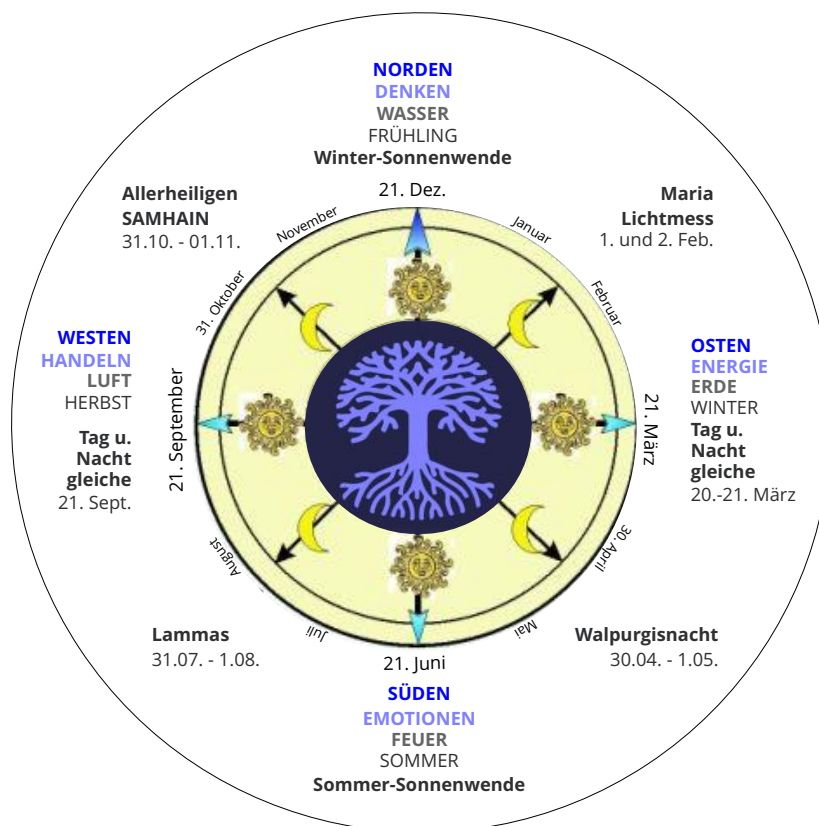 NORDEN
DENKEN
WASSER
FRÜHLING
Winter-Sonnenwende
21. Dez.
Allerheiligen
SAMHAIN
31.10. - 01.11.
Maria
Lichtmess
1. und 2. Feb.
November
Januar
31. Oktober
Februar
WESTEN
HANDELN
LUFT
HERBST
Tag u.
Nacht
gleiche
21. Sept.
21. September
21. März
OSTEN
ENERGIE
ERDE
WINTER
Tag u.
Nacht
gleiche
20.-21. März
August
30. April
Juli
Mai
Lammas
31.07. - 1.08.
Walpurgisnacht
30.04. - 1.05.
21. Juni
SÜDEN
EMOTIONEN
FEUER
SOMMER
Sommer-Sonnenwende